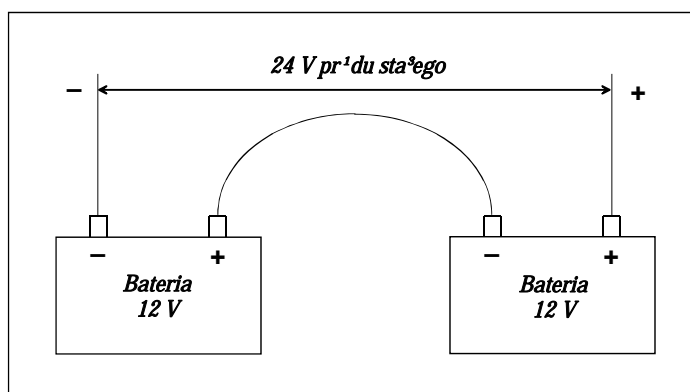 24 V pr¹du sta³ego
– +
– +
Bateria
12 V
– +
Bateria
12 V